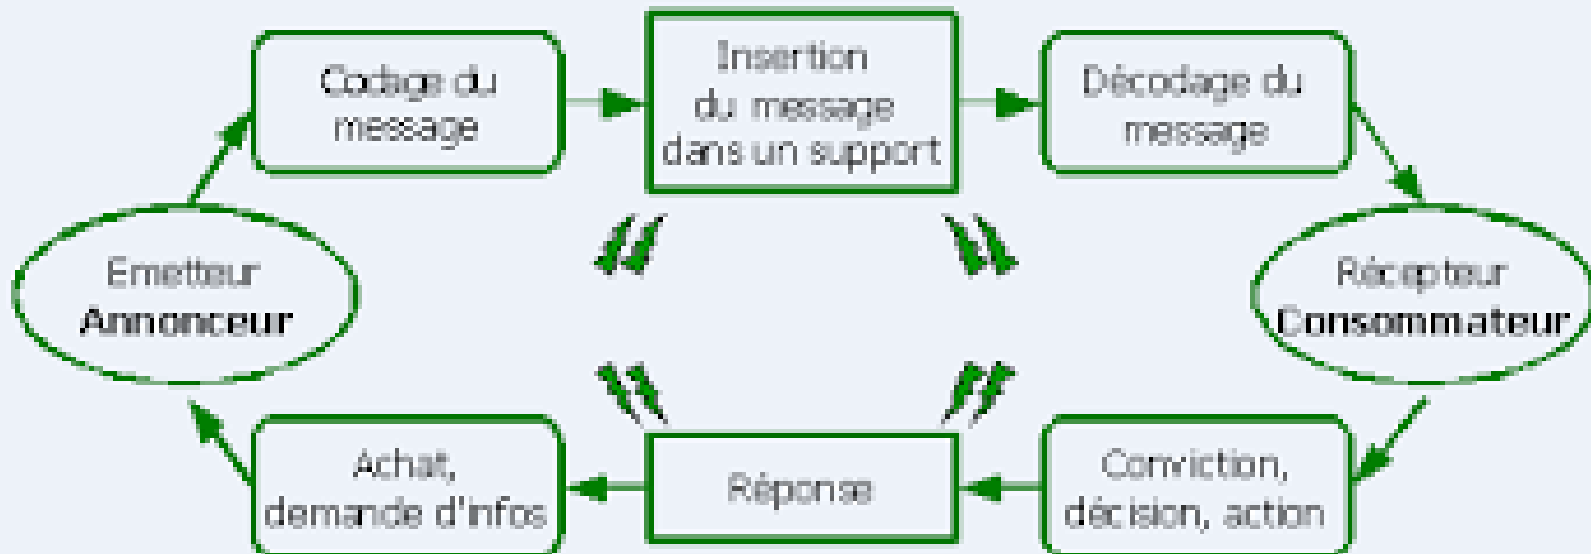 Codage du
message
Insertion
du message
dans un support
Décodage du
message
Emetteur
Annonceur
Récepteur
Consommateur
Achat,
demande d'infos
Réponse
Conviction,
décision, action